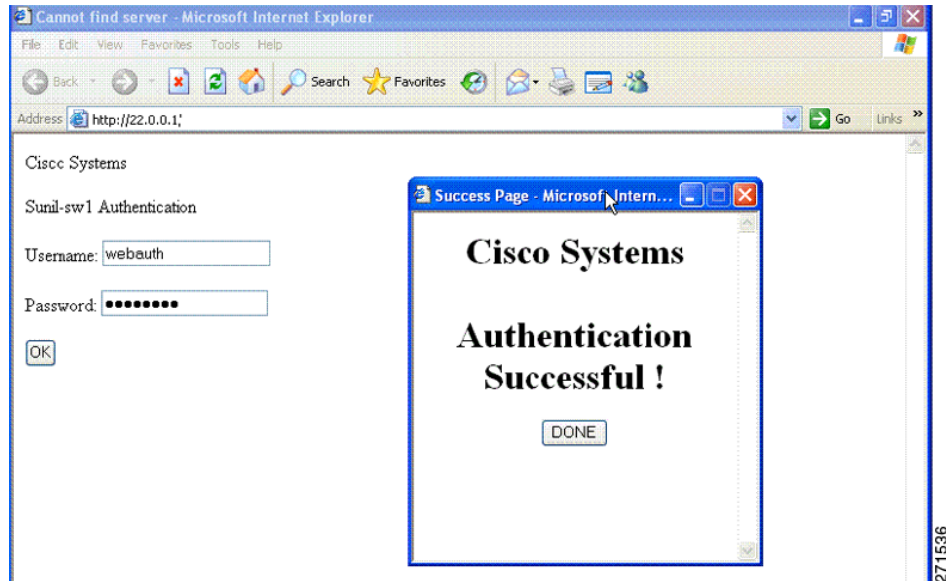 Cannot find server - Microsoft Internet Explorer
File Edit View Favorites Tools Help
Back Search Favorites
Address http://22.0.0.1; Go Links »
Ciscc Systems
Sunil-sw1 Authentication
Username: webauth
Password: ●●●●●●●●
OK
Success Page - Microsoft Intern...
Cisco Systems
Authentication
Successful !
DONE
271536